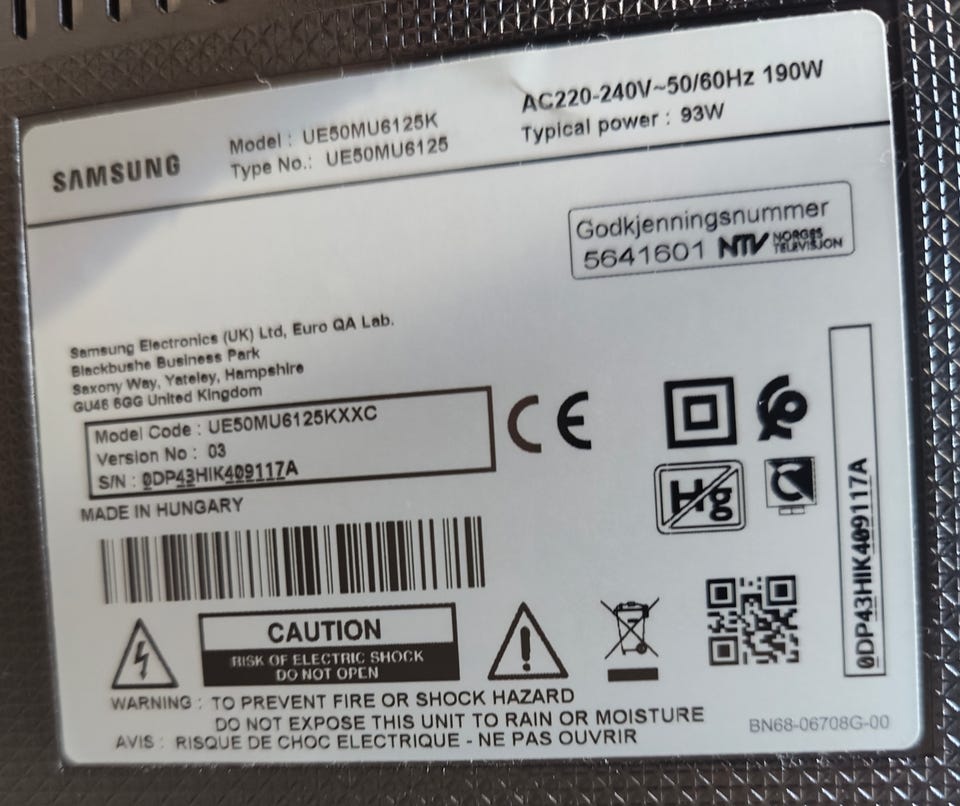 SAMSUNG
Model : UE50MU6125K
Type No.: UE50MU6125
AC220-240V~50/60Hz 190W
Typical power : 93W
Godkjenningsnummer
5641601 NTV NORGES TELEVISJON
Samsung Electronics (UK) Ltd, Euro QA Lab.
Blackbushe Business Park
Saxony Way, Yateley, Hampshire
GU46 6GG United Kingdom
Model Code : UE50MU6125KXXC
Version No : 03
S/N : 0DP43HIK409117A
MADE IN HUNGARY
CE
Hg
0DP43HIK409117A
CAUTION
RISK OF ELECTRIC SHOCK
DO NOT OPEN
WARNING : TO PREVENT FIRE OR SHOCK HAZARD
DO NOT EXPOSE THIS UNIT TO RAIN OR MOISTURE
AVIS : RISQUE DE CHOC ELECTRIQUE - NE PAS OUVRIR
BN68-06708G-00